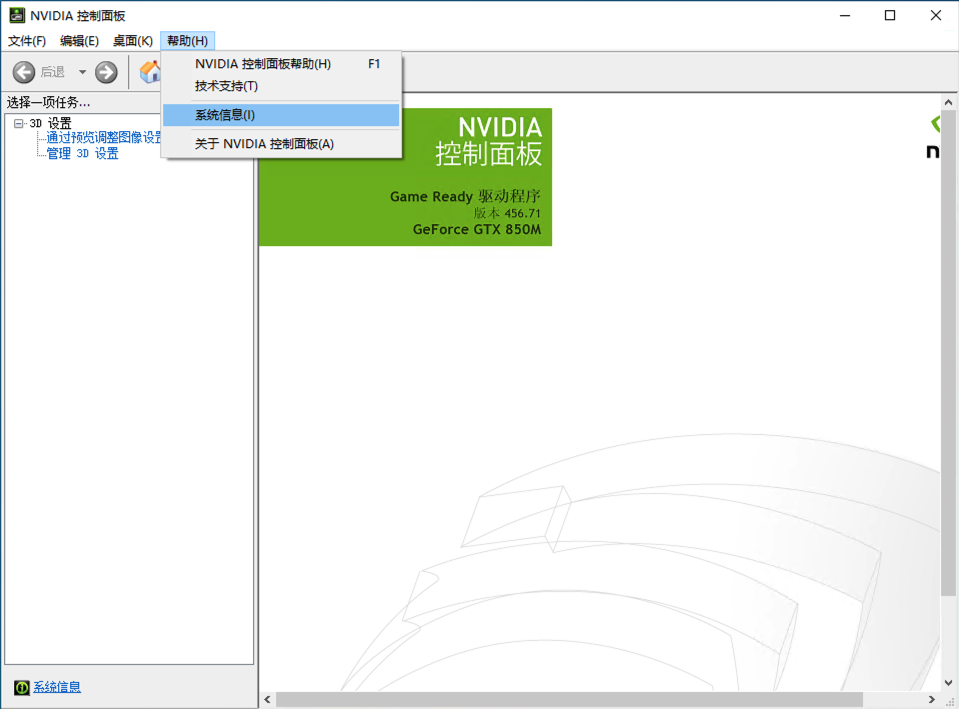 NVIDIA 控制面板
文件(F) 编辑(E) 桌面(K) 帮助(H)
后退
NVIDIA 控制面板帮助(H) F1
技术支持(T)
系统信息(I)
关于 NVIDIA 控制面板(A)
选择一项任务...
3D 设置
通过预览调整图像设置
管理 3D 设置
NVIDIA
控制面板
Game Ready 驱动程序
版本 456.71
GeForce GTX 850M
n
系统信息